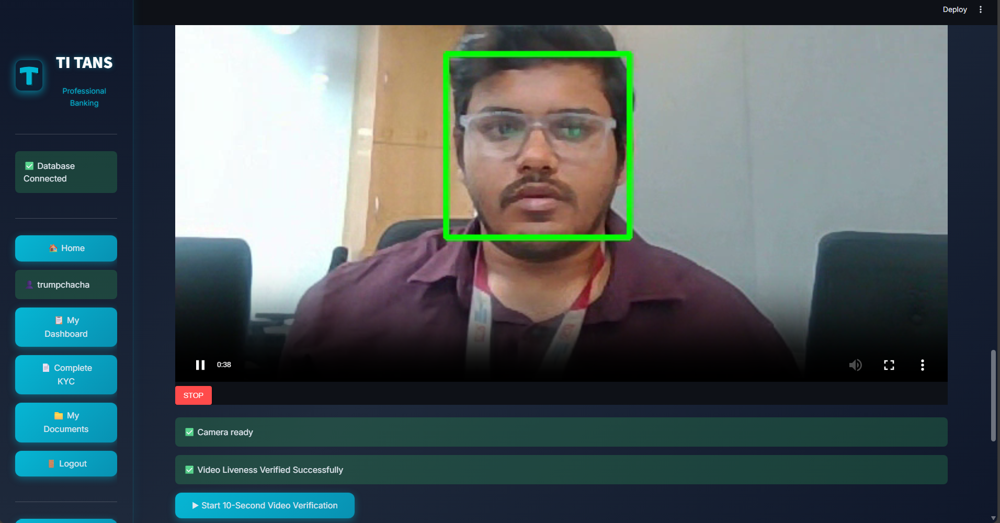 Deploy
T
TI TANS
Professional
Banking
✅ Database
Connected
🏠 Home
👤 trumpchacha
📋 My
Dashboard
📄 Complete
KYC
📁 My
Documents
🚪 Logout
0:38
STOP
✅ Camera ready
✅ Video Liveness Verified Successfully
▶ Start 10-Second Video Verification